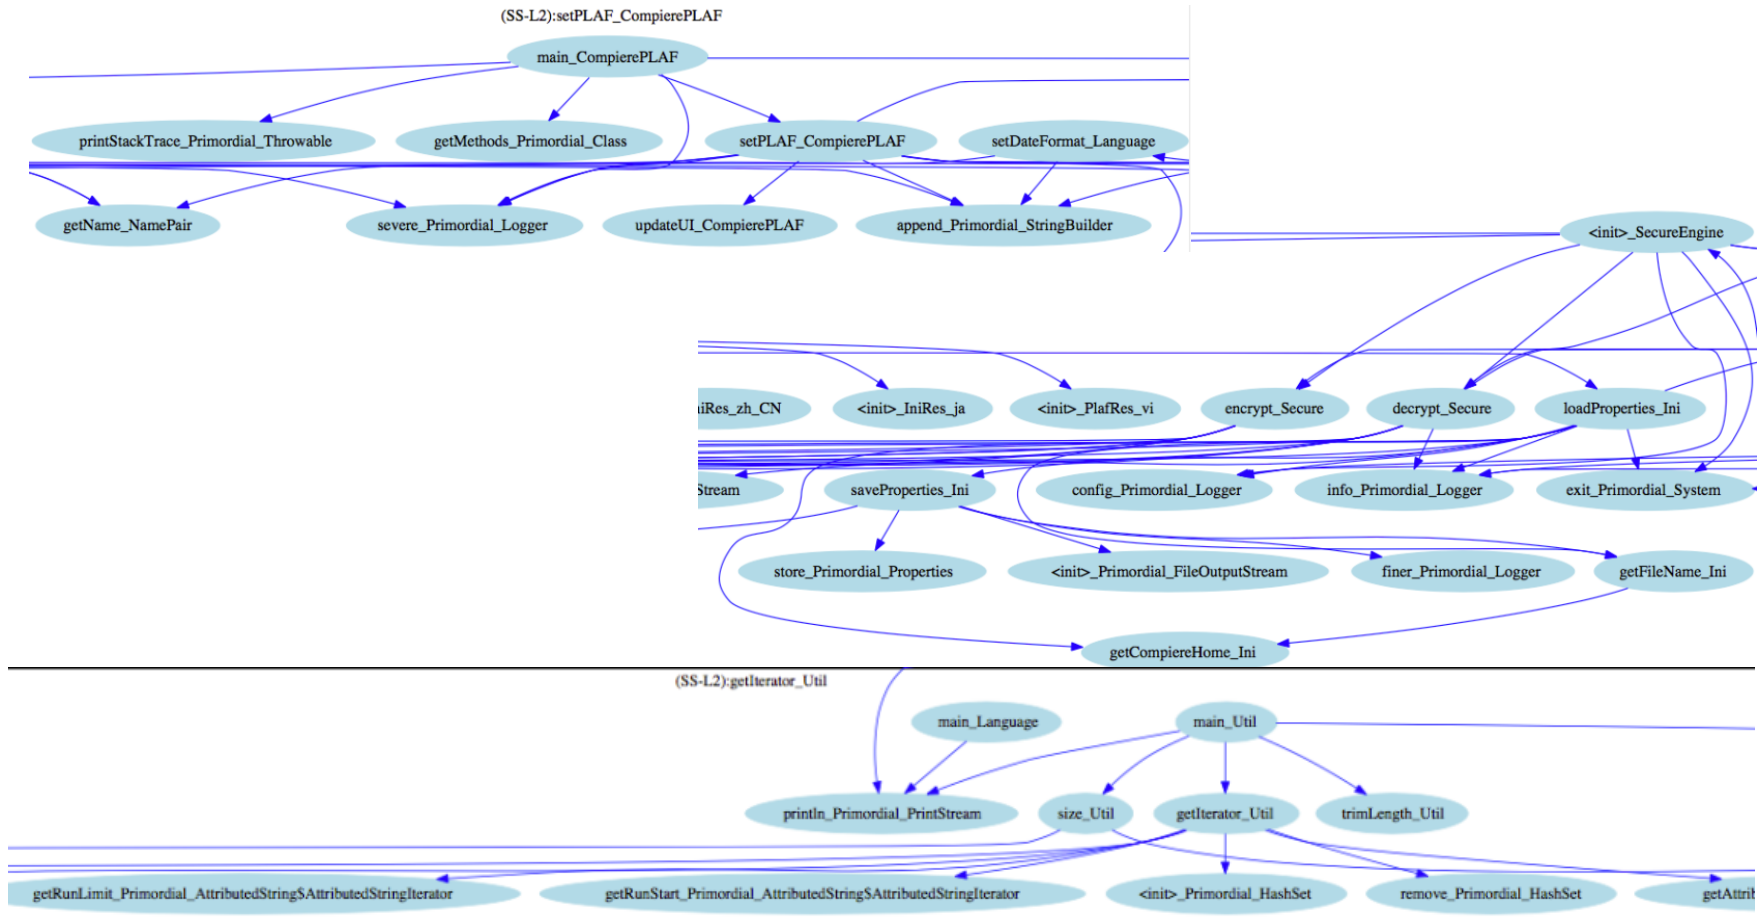 (SS-L2):setPLAF_CompierePLAF
main_CompierePLAF
printStackTrace_Primordial_Throwable
getMethods_Primordial_Class
setPLAF_CompierePLAF
setDateFormat_Language
getName_NamePair
severe_Primordial_Logger
updateUI_CompierePLAF
append_Primordial_StringBuilder
<init>_SecureEngine
iRes_zh_CN
<init>_IniRes_ja
<init>_PlafRes_vi
encrypt_Secure
decrypt_Secure
loadProperties_Ini
Stream
saveProperties_Ini
config_Primordial_Logger
info_Primordial_Logger
exit_Primordial_System
store_Primordial_Properties
<init>_Primordial_FileOutputStream
finer_Primordial_Logger
getFileName_Ini
getCompiereHome_Ini
(SS-L2):getIterator_Util
main_Language
main_Util
println_Primordial_PrintStream
size_Util
getIterator_Util
trimLength_Util
getRunLimit_Primordial_AttributedString$AttributedStringIterator
getRunStart_Primordial_AttributedString$AttributedStringIterator
<init>_Primordial_HashSet
remove_Primordial_HashSet
getAttrib